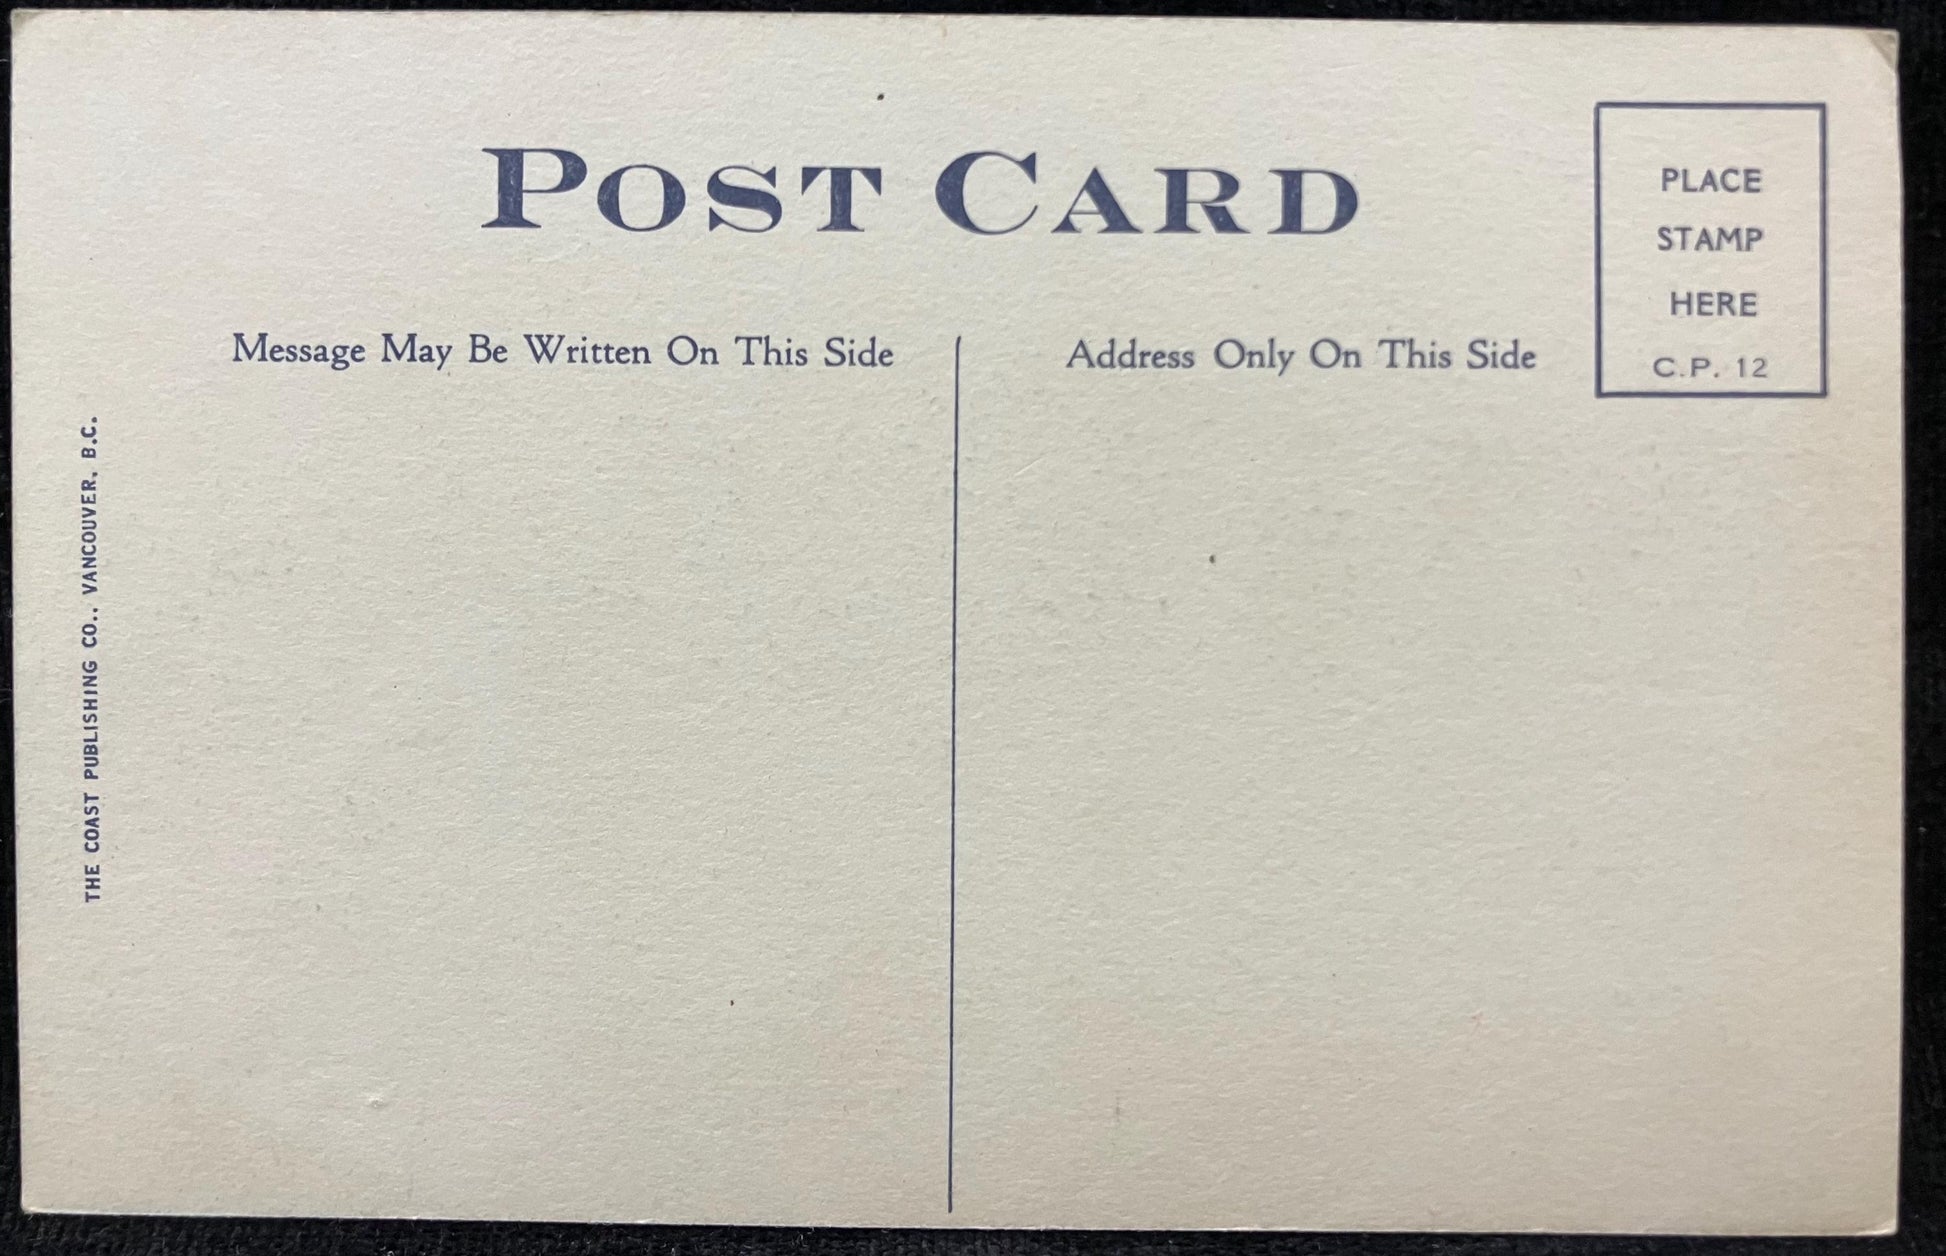 POST CARD
PLACE
STAMP
HERE
C.P. 12
Message May Be Written On This Side
Address Only On This Side
THE COAST PUBLISHING CO., VANCOUVER, B.C.